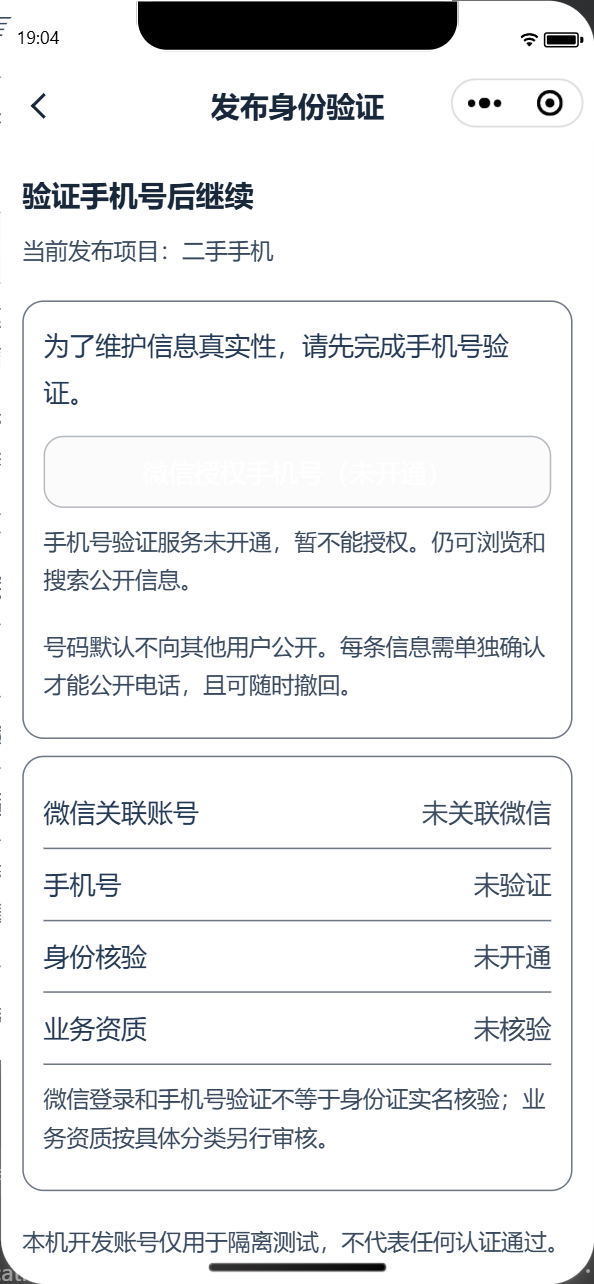 19:04
发布身份验证
验证手机号后继续
当前发布项目：二手手机
为了维护信息真实性，请先完成手机号验
证。
微信授权手机号（未开通）
手机号验证服务未开通，暂不能授权。仍可浏览和
搜索公开信息。
号码默认不向其他用户公开。每条信息需单独确认
才能公开电话，且可随时撤回。
微信关联账号 未关联微信
手机号 未验证
身份核验 未开通
业务资质 未核验
微信登录和手机号验证不等于身份证实名核验；业
务资质按具体分类另行审核。
本机开发账号仅用于隔离测试，不代表任何认证通过。